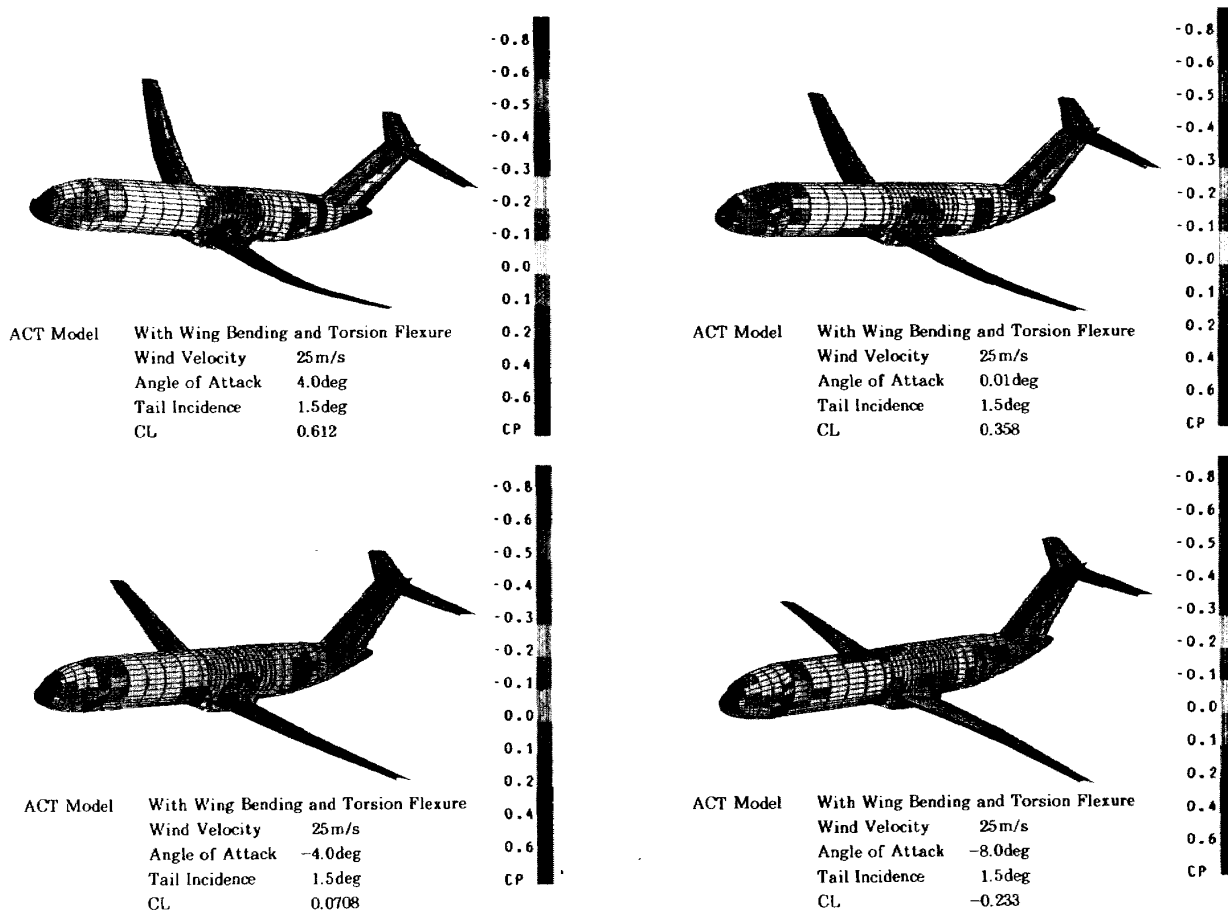 -0.8
-0.6
-0.5
-0.4
-0.3
-0.2
-0.1
0.0
0.1
0.2
0.4
0.6
CP
ACT Model With Wing Bending and Torsion Flexure
Wind Velocity 25m/s
Angle of Attack 4.0deg
Tail Incidence 1.5deg
CL 0.612
-0.8
-0.6
-0.5
-0.4
-0.3
-0.2
-0.1
0.0
0.1
0.2
0.4
0.6
CP
ACT Model With Wing Bending and Torsion Flexure
Wind Velocity 25m/s
Angle of Attack 0.01deg
Tail Incidence 1.5deg
CL 0.358
-0.8
-0.6
-0.5
-0.4
-0.3
-0.2
-0.1
0.0
0.1
0.2
0.4
0.6
CP
ACT Model With Wing Bending and Torsion Flexure
Wind Velocity 25m/s
Angle of Attack -4.0deg
Tail Incidence 1.5deg
CL 0.0708
-0.8
-0.6
-0.5
-0.4
-0.3
-0.2
-0.1
0.0
0.1
0.2
0.4
0.6
CP
ACT Model With Wing Bending and Torsion Flexure
Wind Velocity 25m/s
Angle of Attack -8.0deg
Tail Incidence 1.5deg
CL -0.233